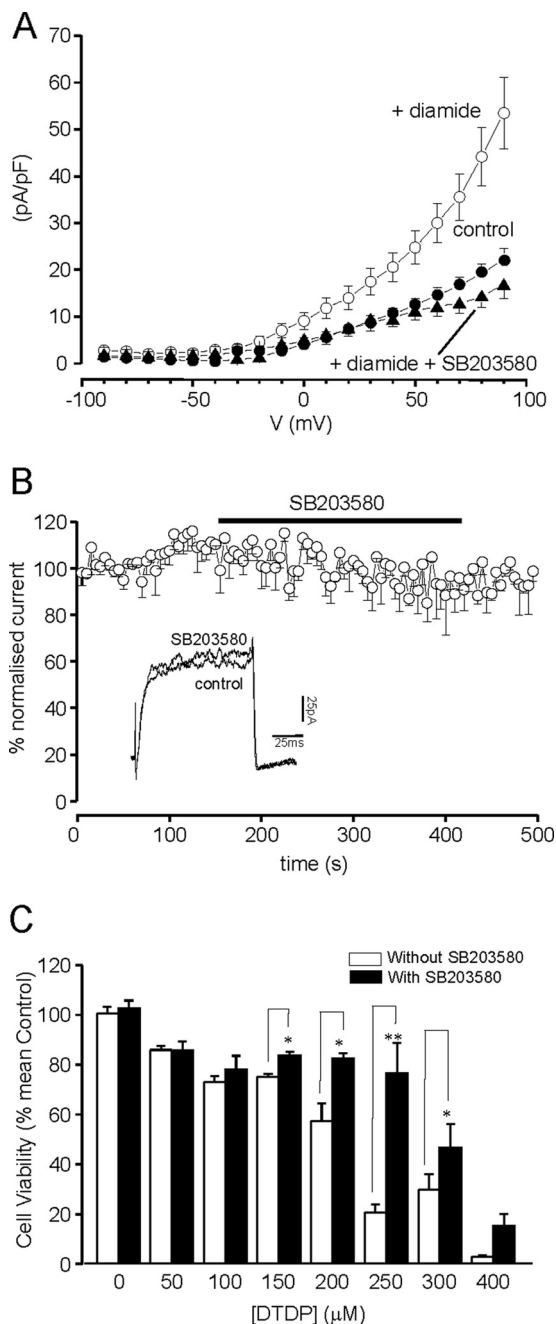 A
70
60
50
40
30
20
10
0
(pA/pF)
+ diamide
control
+ diamide + SB203580
-100 -50 0 50 100
V (mV)
B
SB203580
120
100
80
60
40
20
0
% normalised current
SB203580
control
25pA
25ms
0 100 200 300 400 500
time (s)
C
Without SB203580
With SB203580
120
100
80
60
40
20
0
Cell Viability (% mean Control)
* * ** *
0 50 100 150 200 250 300 400
[DTDP] (μM)